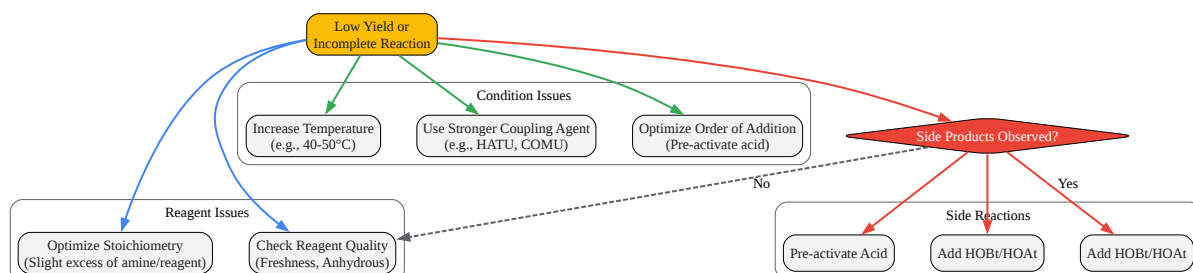 Low Yield or
Incomplete Reaction
Condition Issues
Increase Temperature
(e.g., 40-50°C)
Use Stronger Coupling Agent
(e.g., HATU, COMU)
Optimize Order of Addition
(Pre-activate acid)
Side Products Observed?
No
Yes
Reagent Issues
Optimize Stoichiometry
(Slight excess of amine/reagent)
Check Reagent Quality
(Freshness, Anhydrous)
Side Reactions
Pre-activate Acid
Add HOBt/HOAt
Add HOBt/HOAt